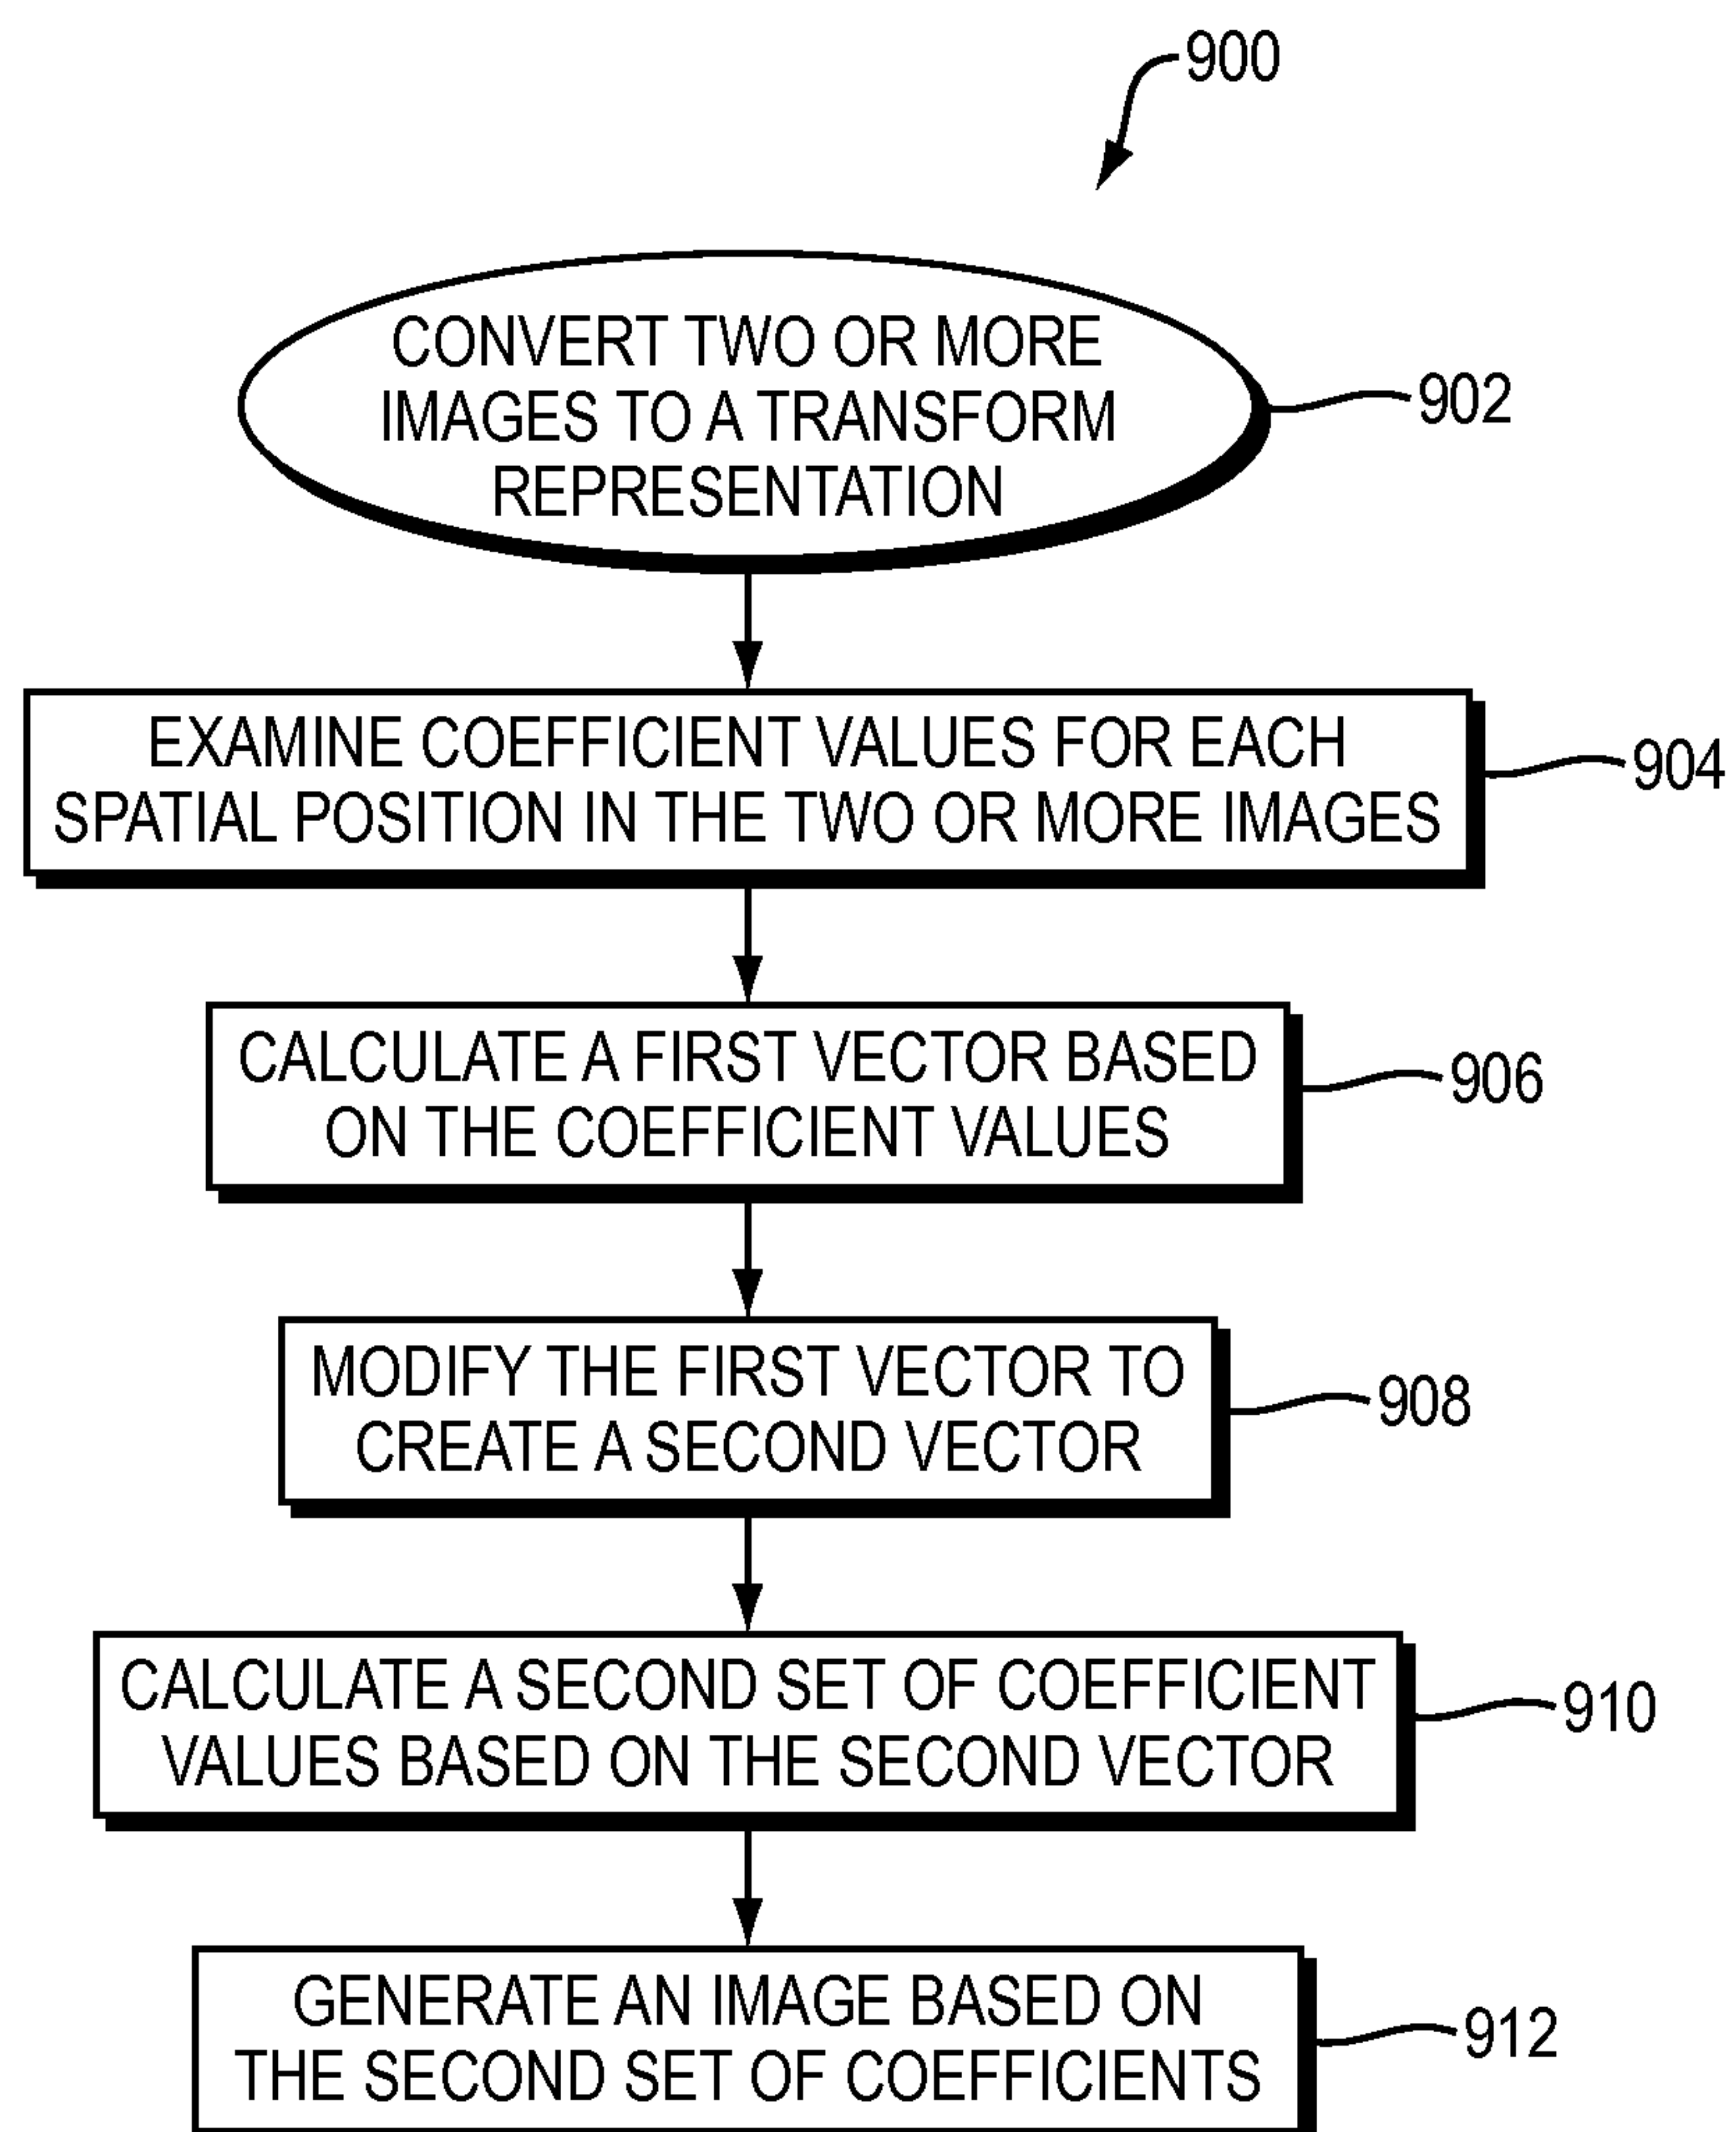 900
CONVERT TWO OR MORE
IMAGES TO A TRANSFORM
REPRESENTATION
902
EXAMINE COEFFICIENT VALUES FOR EACH
SPATIAL POSITION IN THE TWO OR MORE IMAGES
904
CALCULATE A FIRST VECTOR BASED
ON THE COEFFICIENT VALUES
906
MODIFY THE FIRST VECTOR TO
CREATE A SECOND VECTOR
908
CALCULATE A SECOND SET OF COEFFICIENT
VALUES BASED ON THE SECOND VECTOR
910
GENERATE AN IMAGE BASED ON
THE SECOND SET OF COEFFICIENTS
912